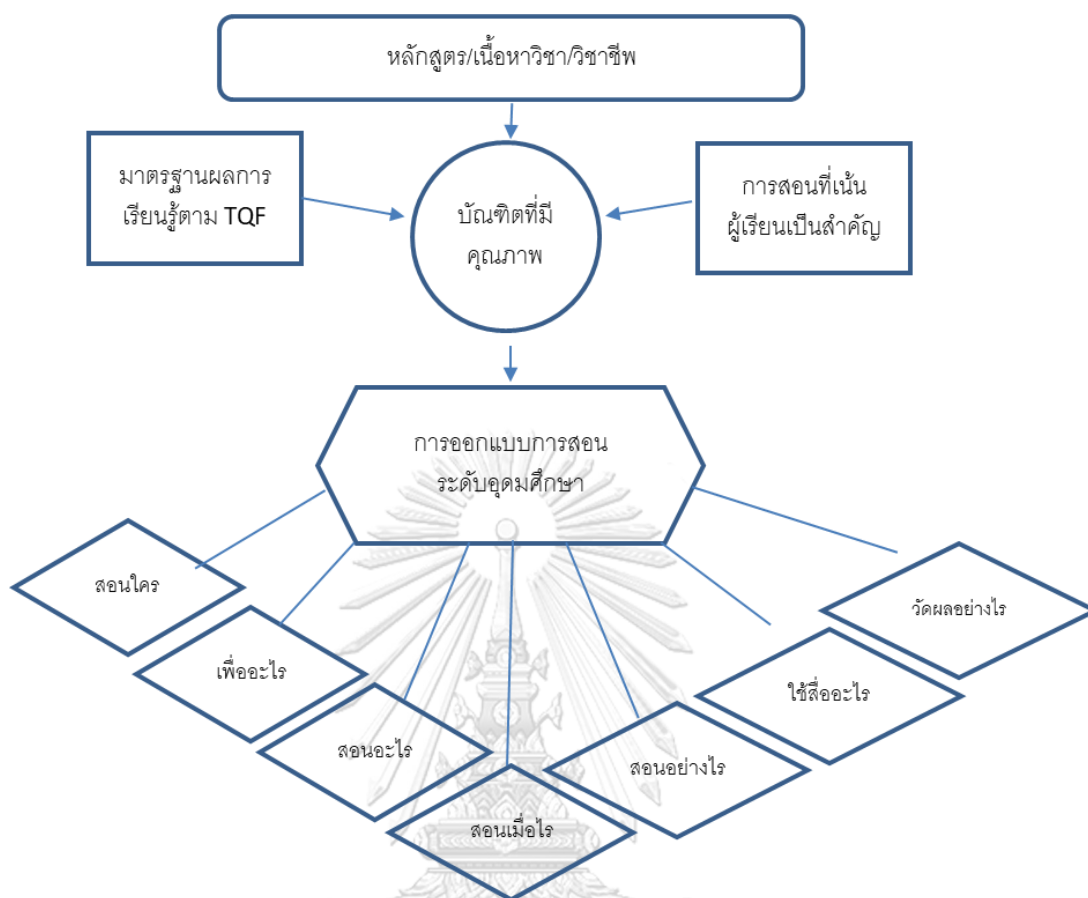 หลักสูตร/เนื้อหาวิชา/วิชาชีพ
มาตรฐานผลการ
เรียนรู้ตาม TQF
บัณฑิตที่มี
คุณภาพ
การสอนที่เน้น
ผู้เรียนเป็นสำคัญ
การออกแบบการสอน
ระดับอุดมศึกษา
สอนใคร
เพื่ออะไร
สอนอะไร
สอนเมื่อไร
สอนอย่างไร
ใช้สื่ออะไร
วัดผลอย่างไร